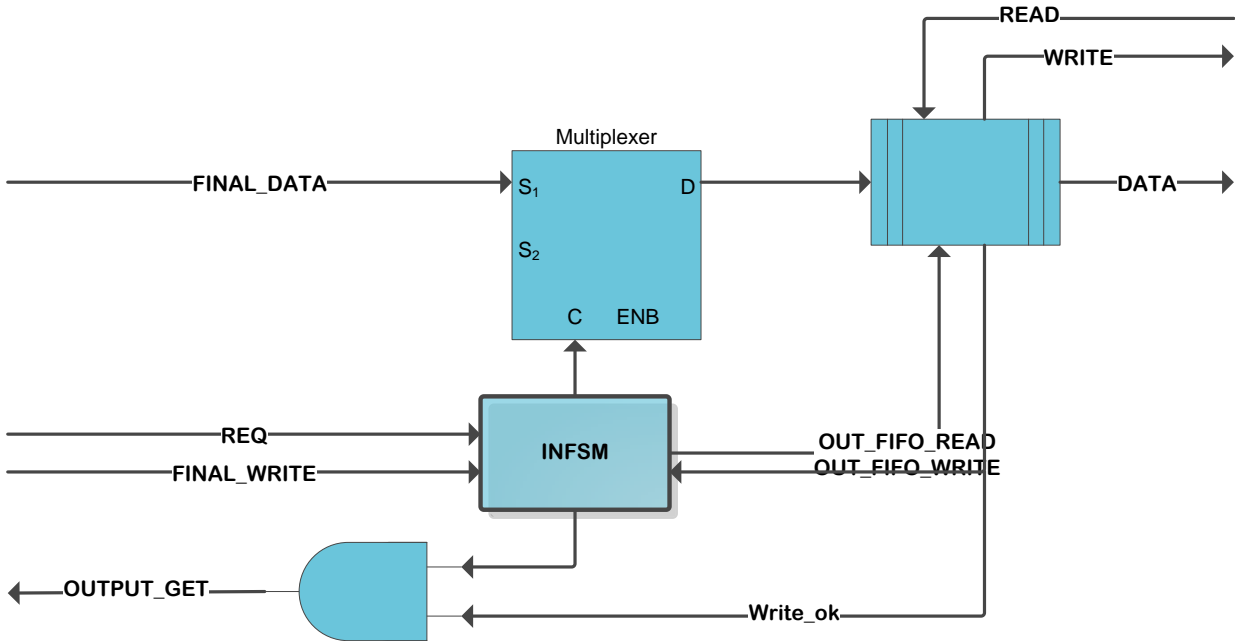 READ
WRITE
Multiplexer
FINAL_DATA
S₁
D
DATA
S₂
C
ENB
REQ
INFSM
OUT_FIFO_READ
FINAL_WRITE
OUT_FIFO_WRITE
OUTPUT_GET
Write_ok